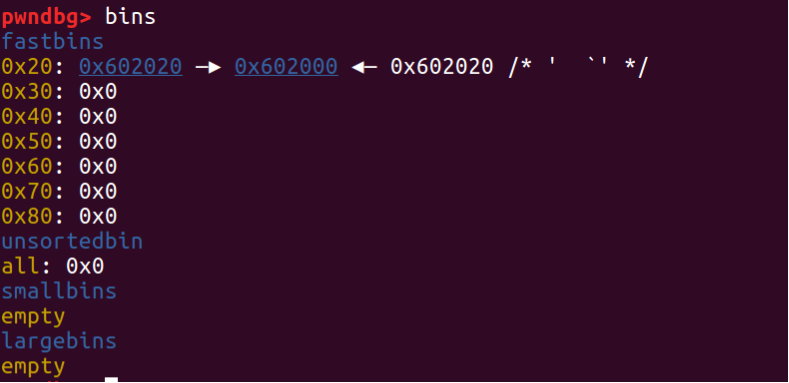 pwndbg> bins
fastbins
0x20: 0x602020 —▸ 0x602000 ◂— 0x602020 /* '  `' */
0x30: 0x0
0x40: 0x0
0x50: 0x0
0x60: 0x0
0x70: 0x0
0x80: 0x0
unsortedbin
all: 0x0
smallbins
empty
largebins
empty